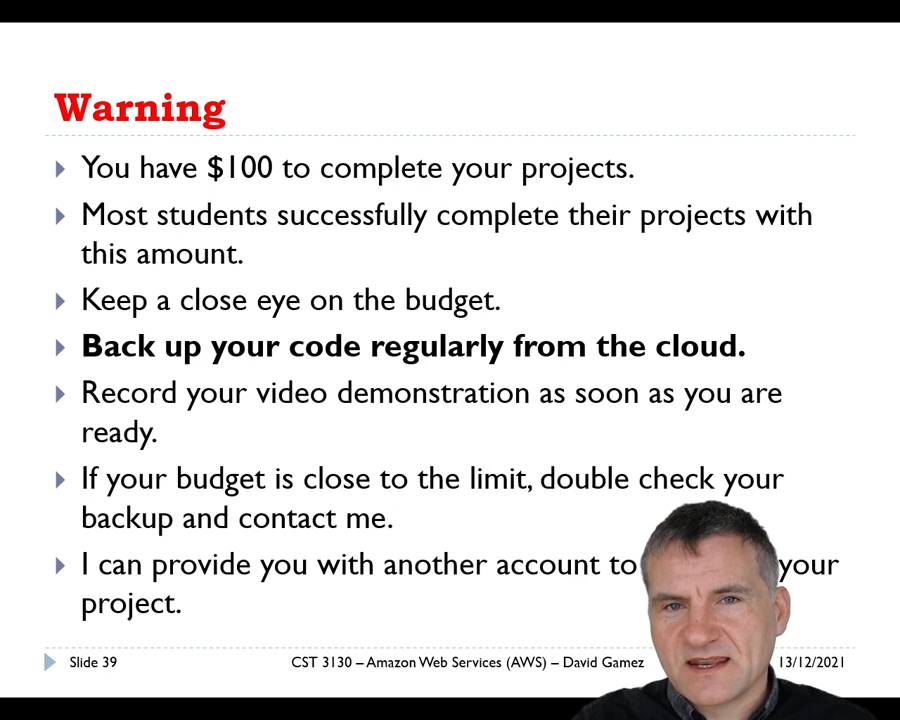 Warning
You have $100 to complete your projects.
Most students successfully complete their projects with
this amount.
Keep a close eye on the budget.
Back up your code regularly from the cloud.
Record your video demonstration as soon as you are
ready.
If your budget is close to the limit, double check your
backup and contact me.
I can provide you with another account to your
project.
Slide 39
CST 3130 – Amazon Web Services (AWS) – David Gamez
13/12/2021